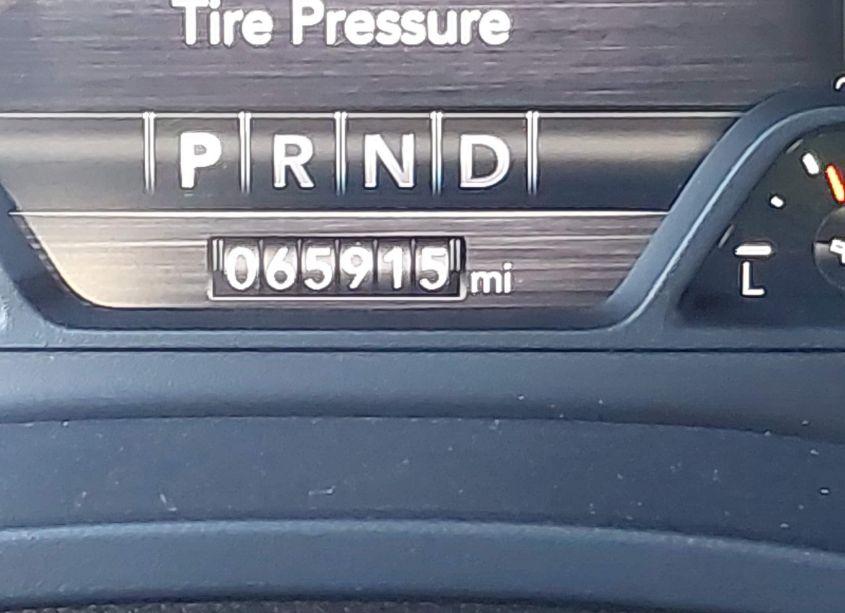 Tire Pressure
P R N D
065915 mi
L